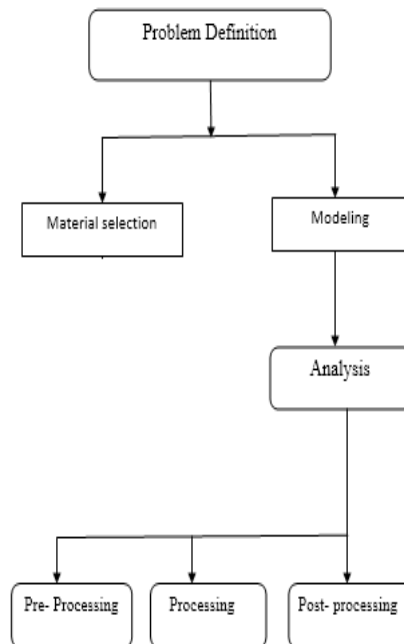 Problem Definition
Material selection
Modeling
Analysis
Pre- Processing
Processing
Post- processing